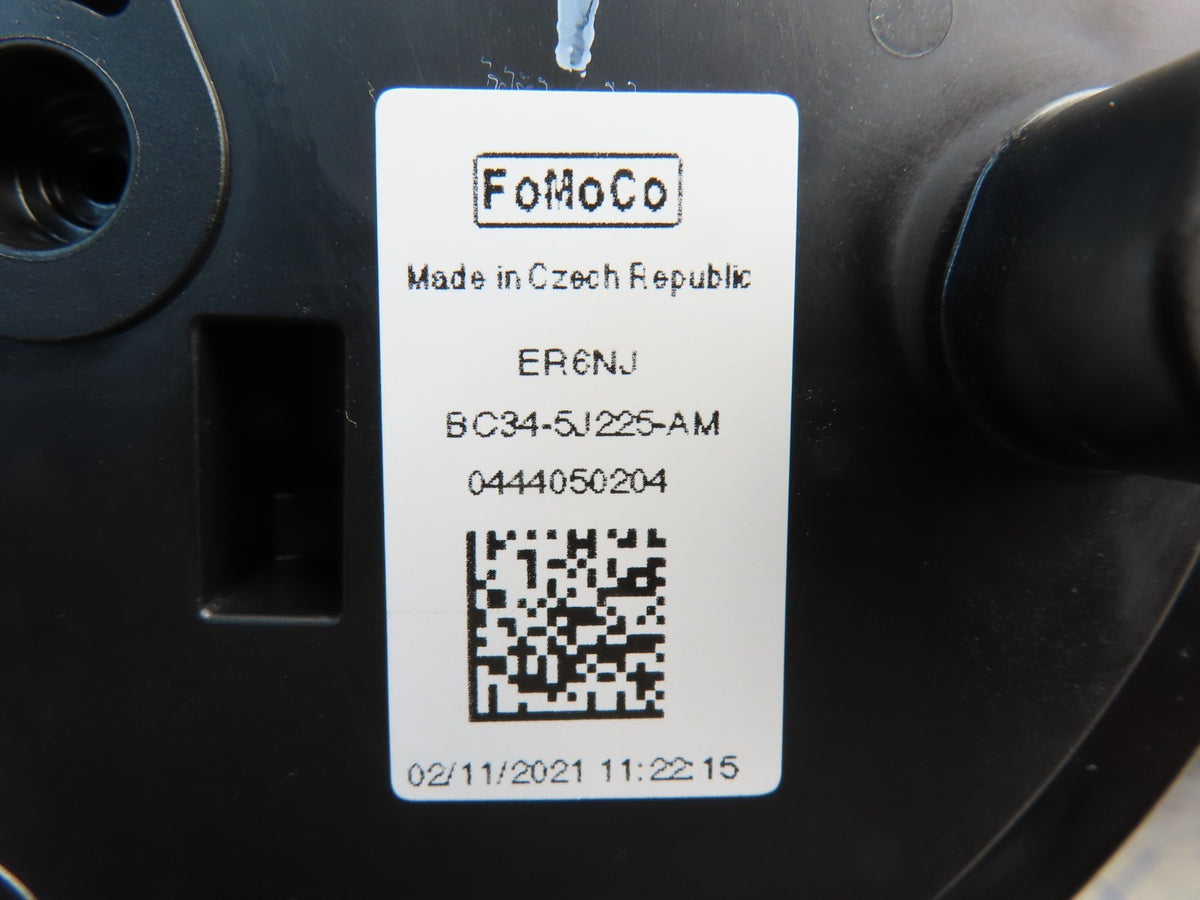 FoMoCo
Made in Czech Republic
ER6NJ
BC34-5J225-AM
0444050204
02/11/2021 11:22:15